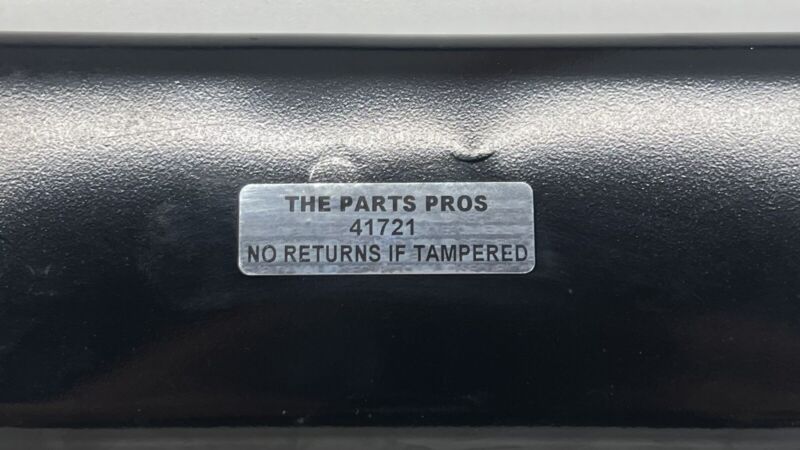 THE PARTS PROS
41721
NO RETURNS IF TAMPERED